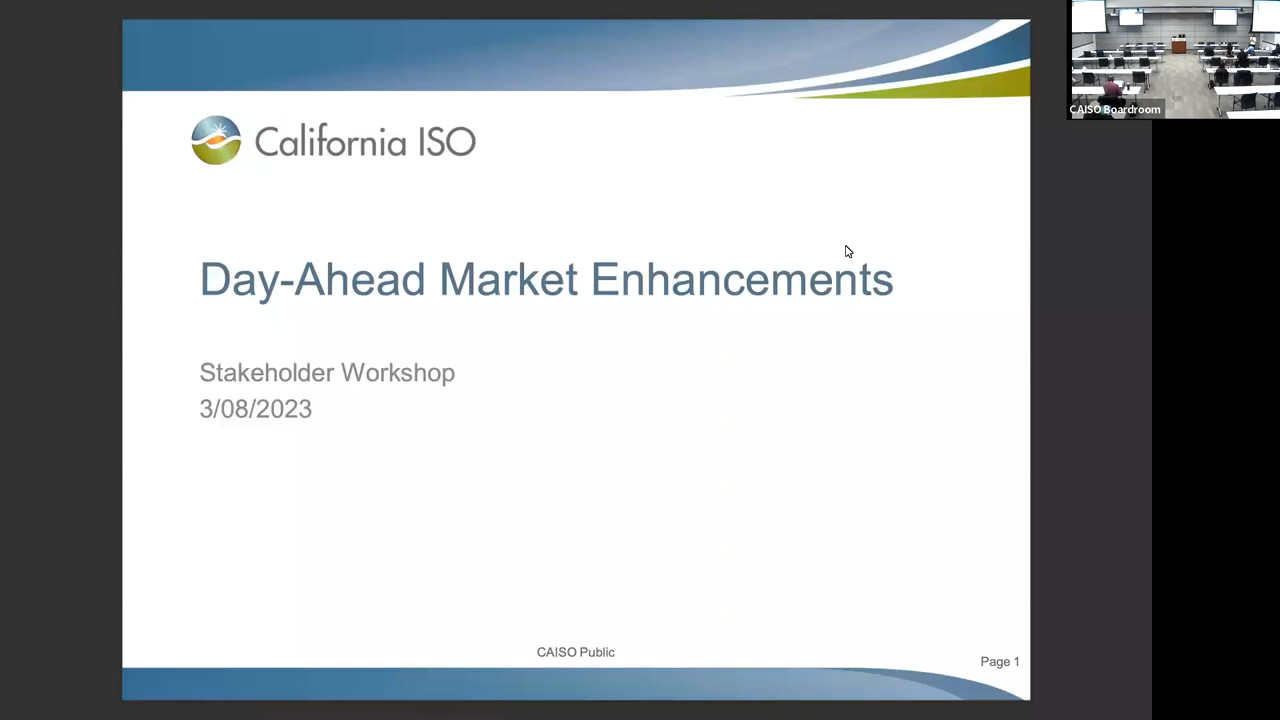 CAISO Boardroom
California ISO
Day-Ahead Market Enhancements
Stakeholder Workshop
3/08/2023
CAISO Public
Page 1